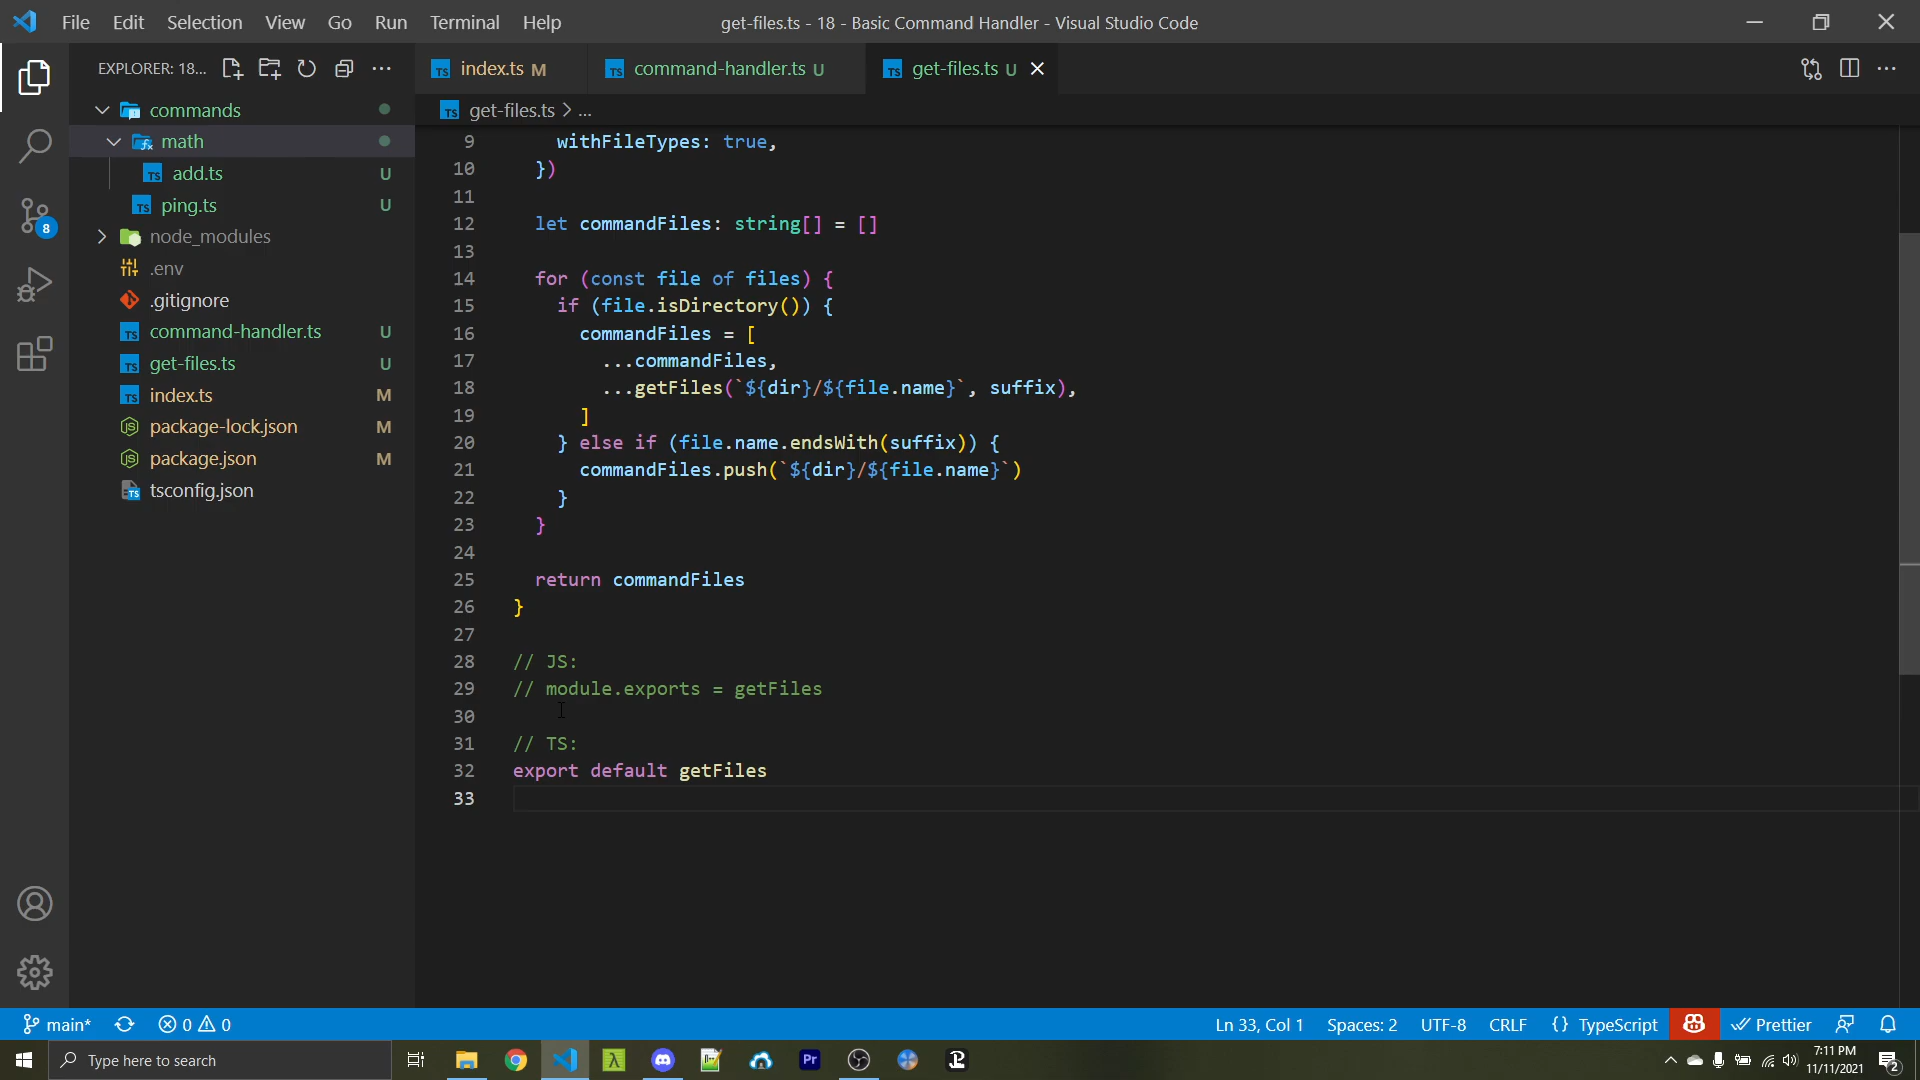 File Edit Selection View Go Run Terminal Help
get-files.ts - 18 - Basic Command Handler - Visual Studio Code
EXPLORER: 18...
commands
math
add.ts U
ping.ts U
node_modules
.env
.gitignore
command-handler.ts U
get-files.ts U
index.ts M
package-lock.json M
package.json M
tsconfig.json
8
TS index.ts M
TS command-handler.ts U
TS get-files.ts U
TS get-files.ts > ...
9 withFileTypes: true,
10 })
11
12 let commandFiles: string[] = []
13
14 for (const file of files) {
15 if (file.isDirectory()) {
16 commandFiles = [
17 ...commandFiles,
18 ...getFiles(`${dir}/${file.name}`, suffix),
19 ]
20 } else if (file.name.endsWith(suffix)) {
21 commandFiles.push(`${dir}/${file.name}`)
22 }
23 }
24
25 return commandFiles
26 }
27
28 // JS:
29 // module.exports = getFiles
30
31 // TS:
32 export default getFiles
33
main* 0 0
Ln 33, Col 1 Spaces: 2 UTF-8 CRLF {} TypeScript Prettier
Type here to search
Pr
7:11 PM
11/11/2021
2